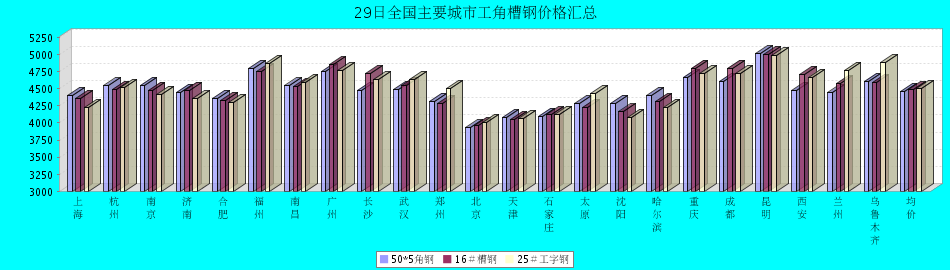 29日全国主要城市工角槽钢价格汇总
5250
5000
4750
4500
4250
4000
3750
3500
3250
3000
上海
杭州
南京
济南
合肥
福州
南昌
广州
长沙
武汉
郑州
北京
天津
石家庄
太原
沈阳
哈尔滨
重庆
成都
昆明
西安
兰州
乌鲁木齐
均价
50*5角钢
16#槽钢
25#工字钢